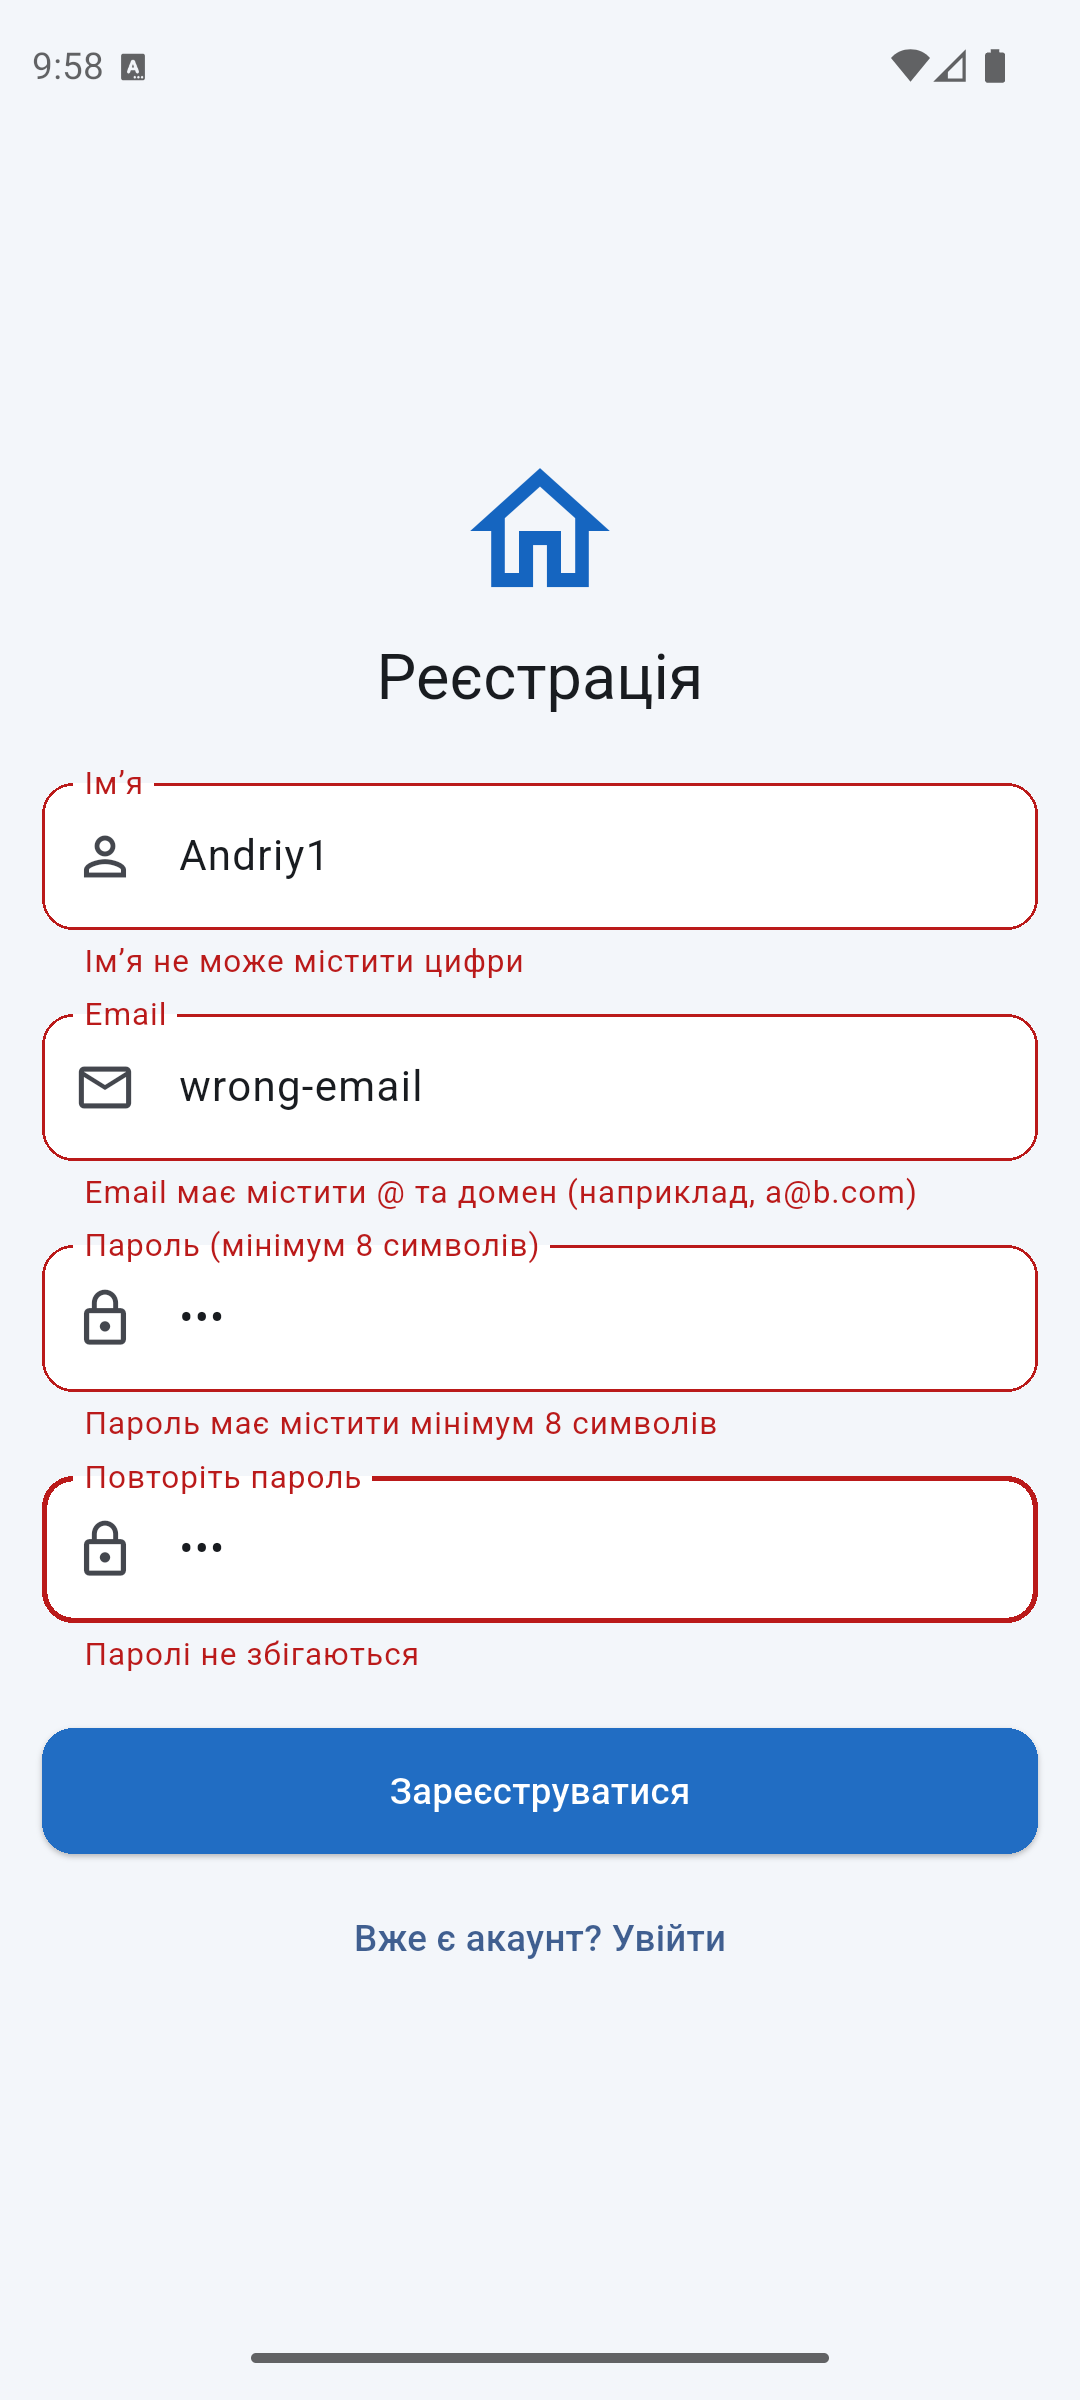 9:58
Реєстрація
Ім’я
Andriy1
Ім’я не може містити цифри
Email
wrong-email
Email має містити @ та домен (наприклад, a@b.com)
Пароль (мінімум 8 символів)
•••
Пароль має містити мінімум 8 символів
Повторіть пароль
•••
Паролі не збігаються
Зареєструватися
Вже є акаунт? Увійти